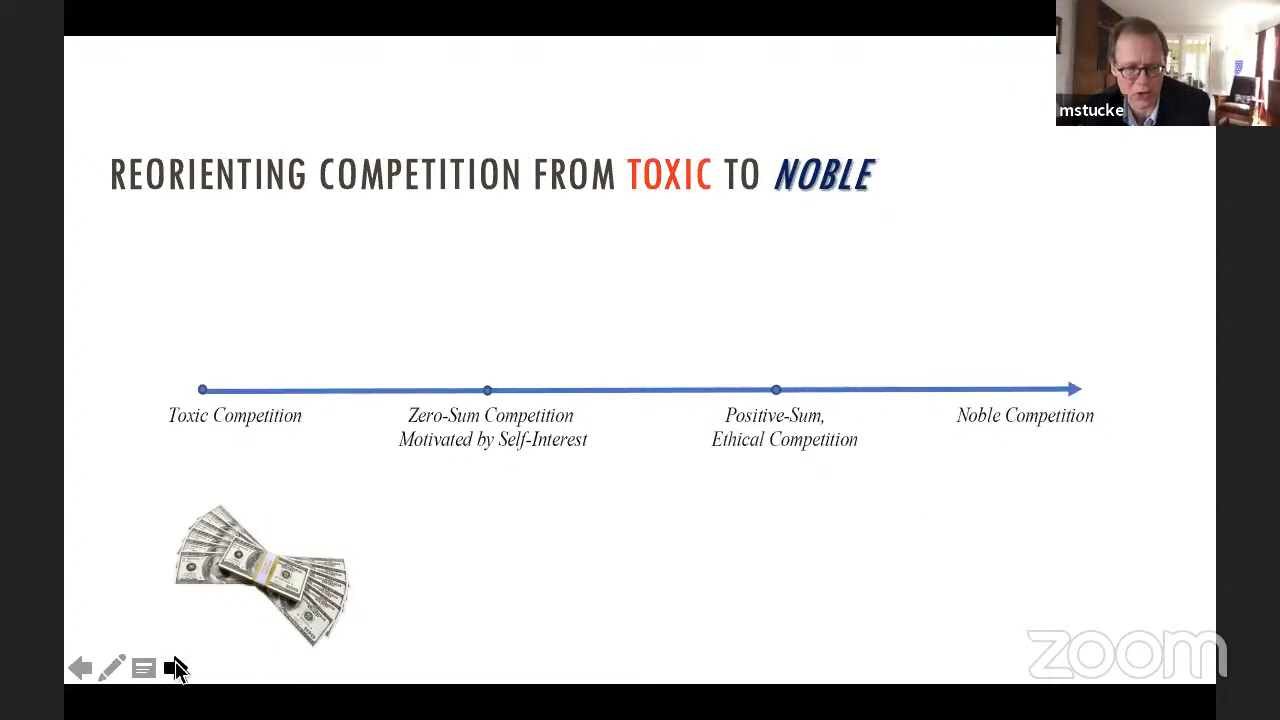 mstucke
REORIENTING COMPETITION FROM TOXIC TO NOBLE
Toxic Competition
Zero-Sum Competition
Motivated by Self-Interest
Positive-Sum,
Ethical Competition
Noble Competition
zoom